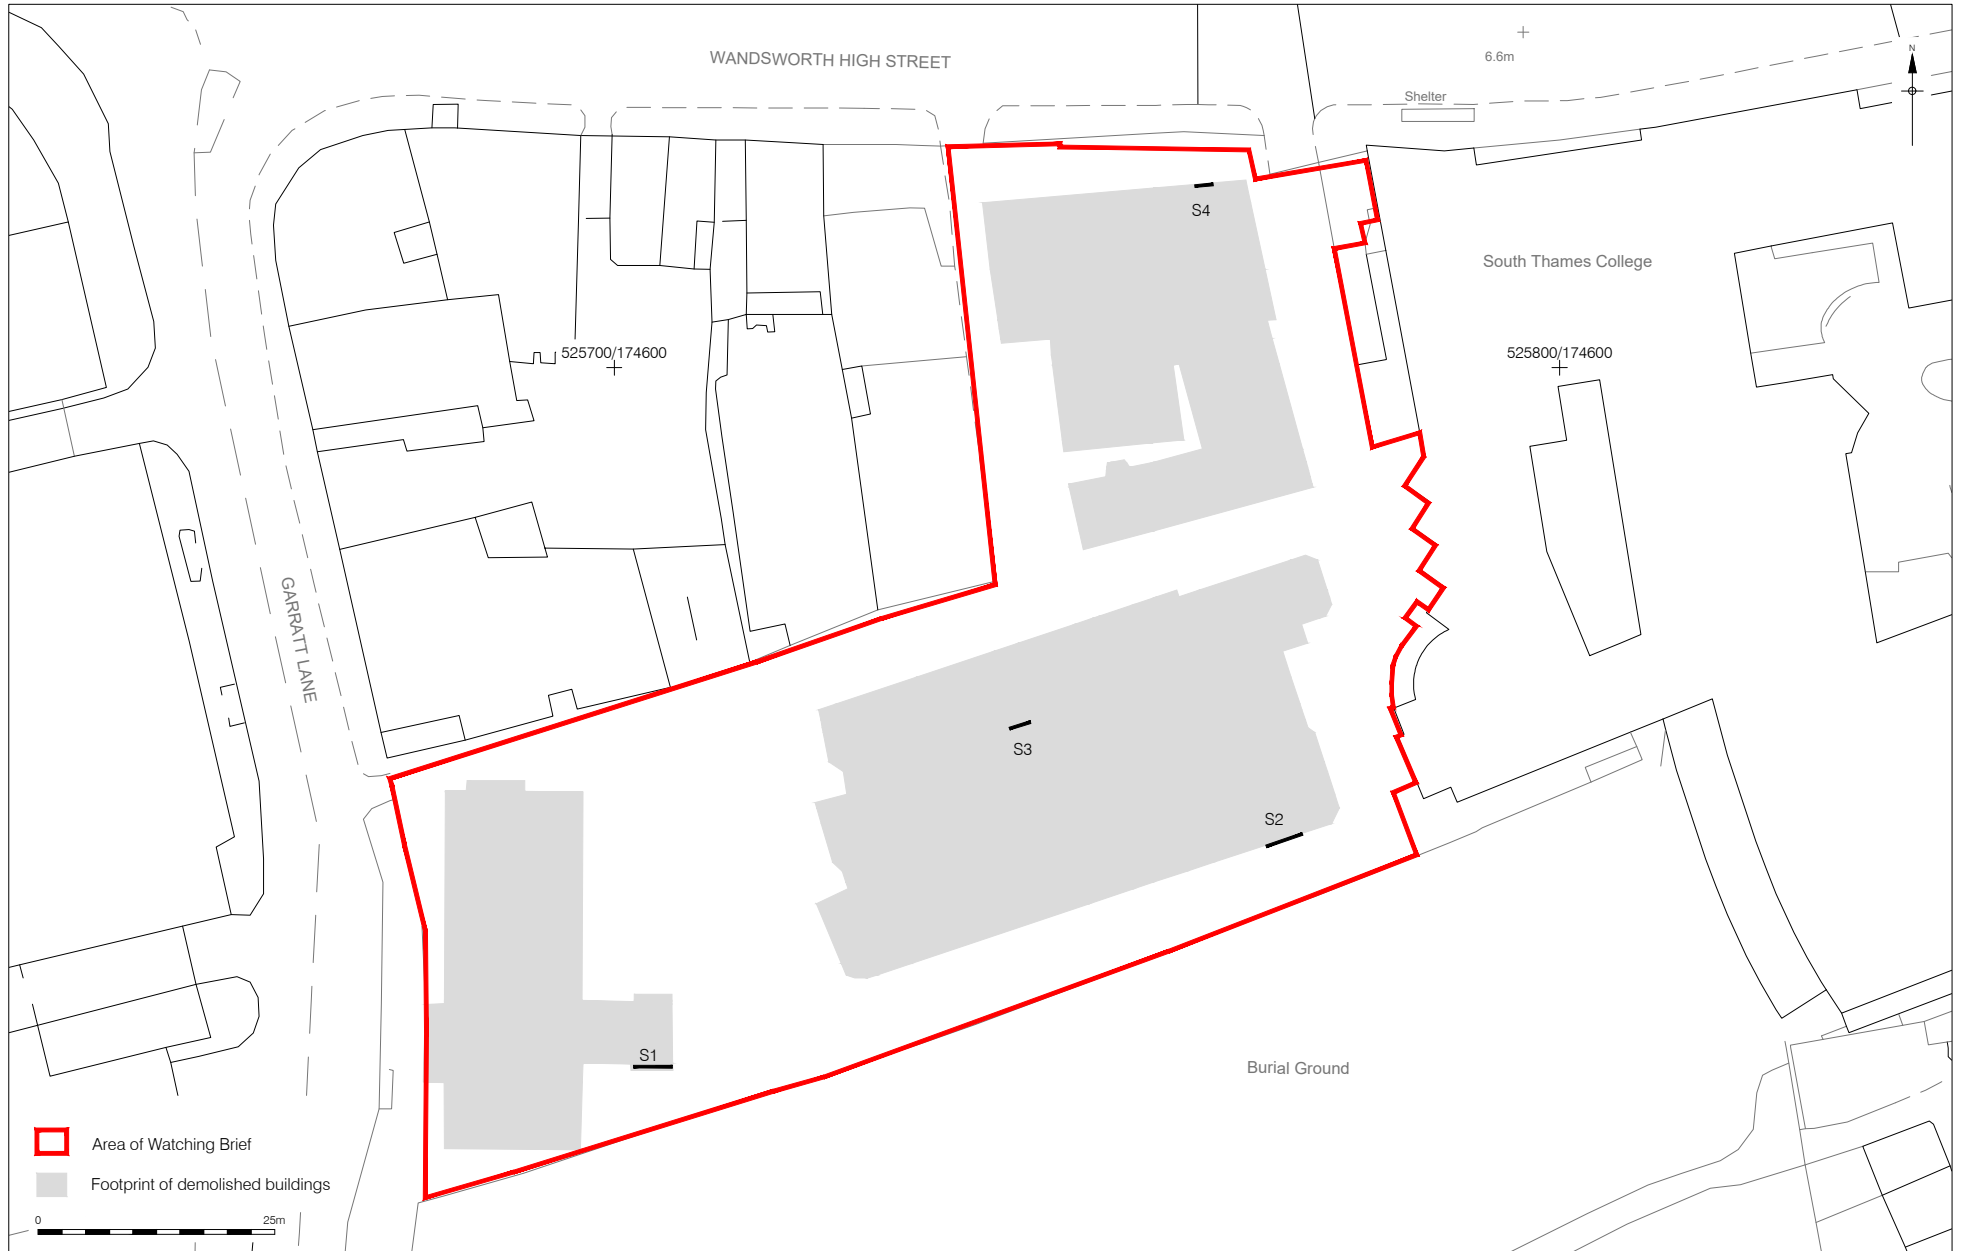 WANDSWORTH HIGH STREET
6.6m
N
Shelter
S4
South Thames College
525700/174600
525800/174600
GARRATT LANE
S3
S2
S1
Burial Ground
Area of Watching Brief
Footprint of demolished buildings
0 25m